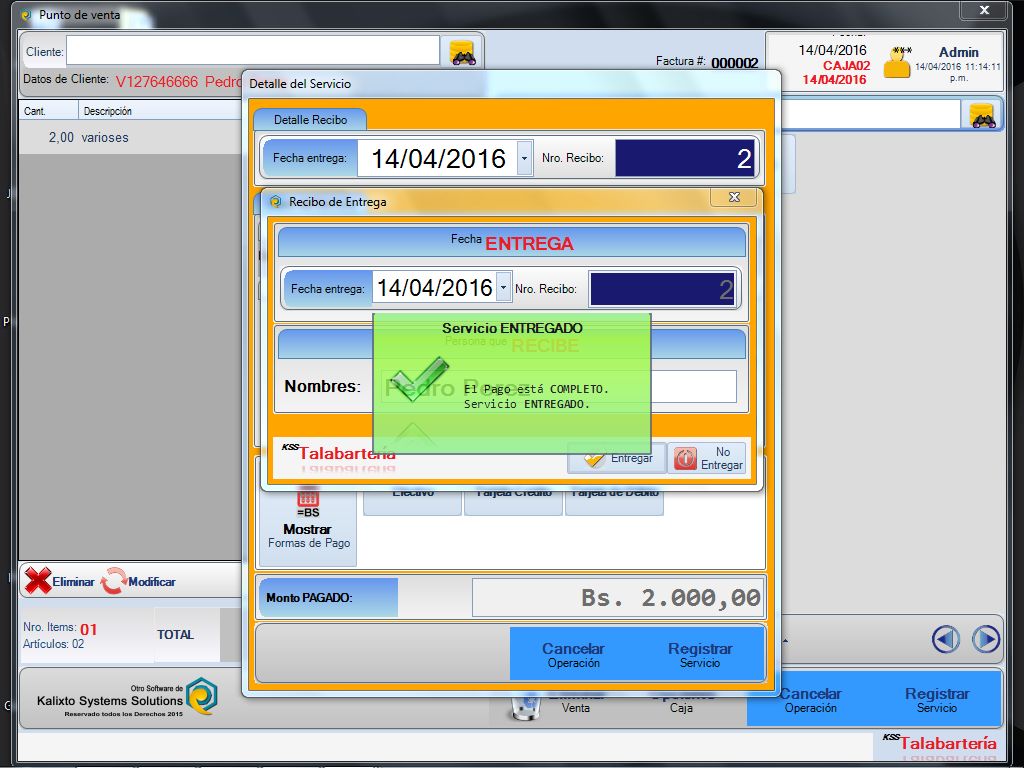 Punto de venta
Cliente:
Datos de Cliente: V127646666 Pedro
Factura #: 000002
14/04/2016
CAJA02
14/04/2016
Admin
14/04/2016 11:14:11
p.m.
Cant. Descripción
2,00 varioses
Detalle del Servicio
Detalle Recibo
Fecha entrega: 14/04/2016 Nro. Recibo: 2
Recibo de Entrega
Fecha ENTREGA
Fecha entrega: 14/04/2016 Nro. Recibo: 2
Servicio ENTREGADO
Persona que RECIBE
Nombres: Pedro Perez
El Pago está COMPLETO.
Servicio ENTREGADO.
KSS Talabartería
Entregar
No
Entregar
Efectivo Tarjeta Crédito Tarjeta de Débito
=BS
Mostrar
Formas de Pago
Monto PAGADO: Bs. 2.000,00
Cancelar
Operación
Registrar
Servicio
Eliminar Modificar
Nro. Items: 01
Artículos: 02
TOTAL
Otro Software de
Kalixto Systems Solutions
Reservado todos los Derechos 2015
Eliminar
Venta
Opciones
Caja
Cancelar
Operación
Registrar
Servicio
KSS Talabartería